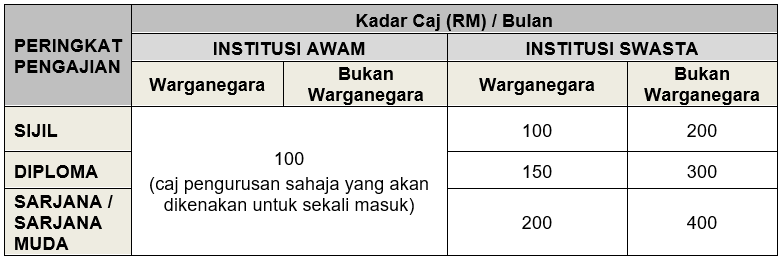 PERINGKAT
PENGAJIAN
Kadar Caj (RM) / Bulan
INSTITUSI AWAM
INSTITUSI SWASTA
Warganegara
Bukan
Warganegara
Warganegara
Bukan
Warganegara
SIJIL
100
(caj pengurusan sahaja yang akan
dikenakan untuk sekali masuk)
100
200
DIPLOMA
150
300
SARJANA /
SARJANA
MUDA
200
400